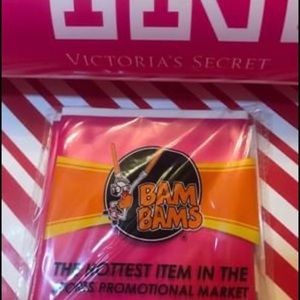 VICTORIA'S SECRET
BAM
BAMS
®
THE HOTTEST ITEM IN THE
PROMOTIONAL MARKET